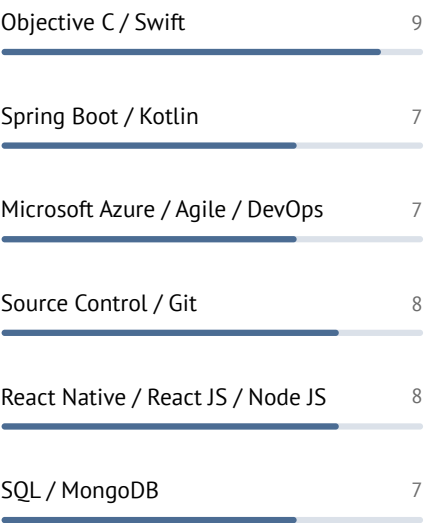 Objective C / Swift 9
Spring Boot / Kotlin 7
Microsoft Azure / Agile / DevOps 7
Source Control / Git 8
React Native / React JS / Node JS 8
SQL / MongoDB 7